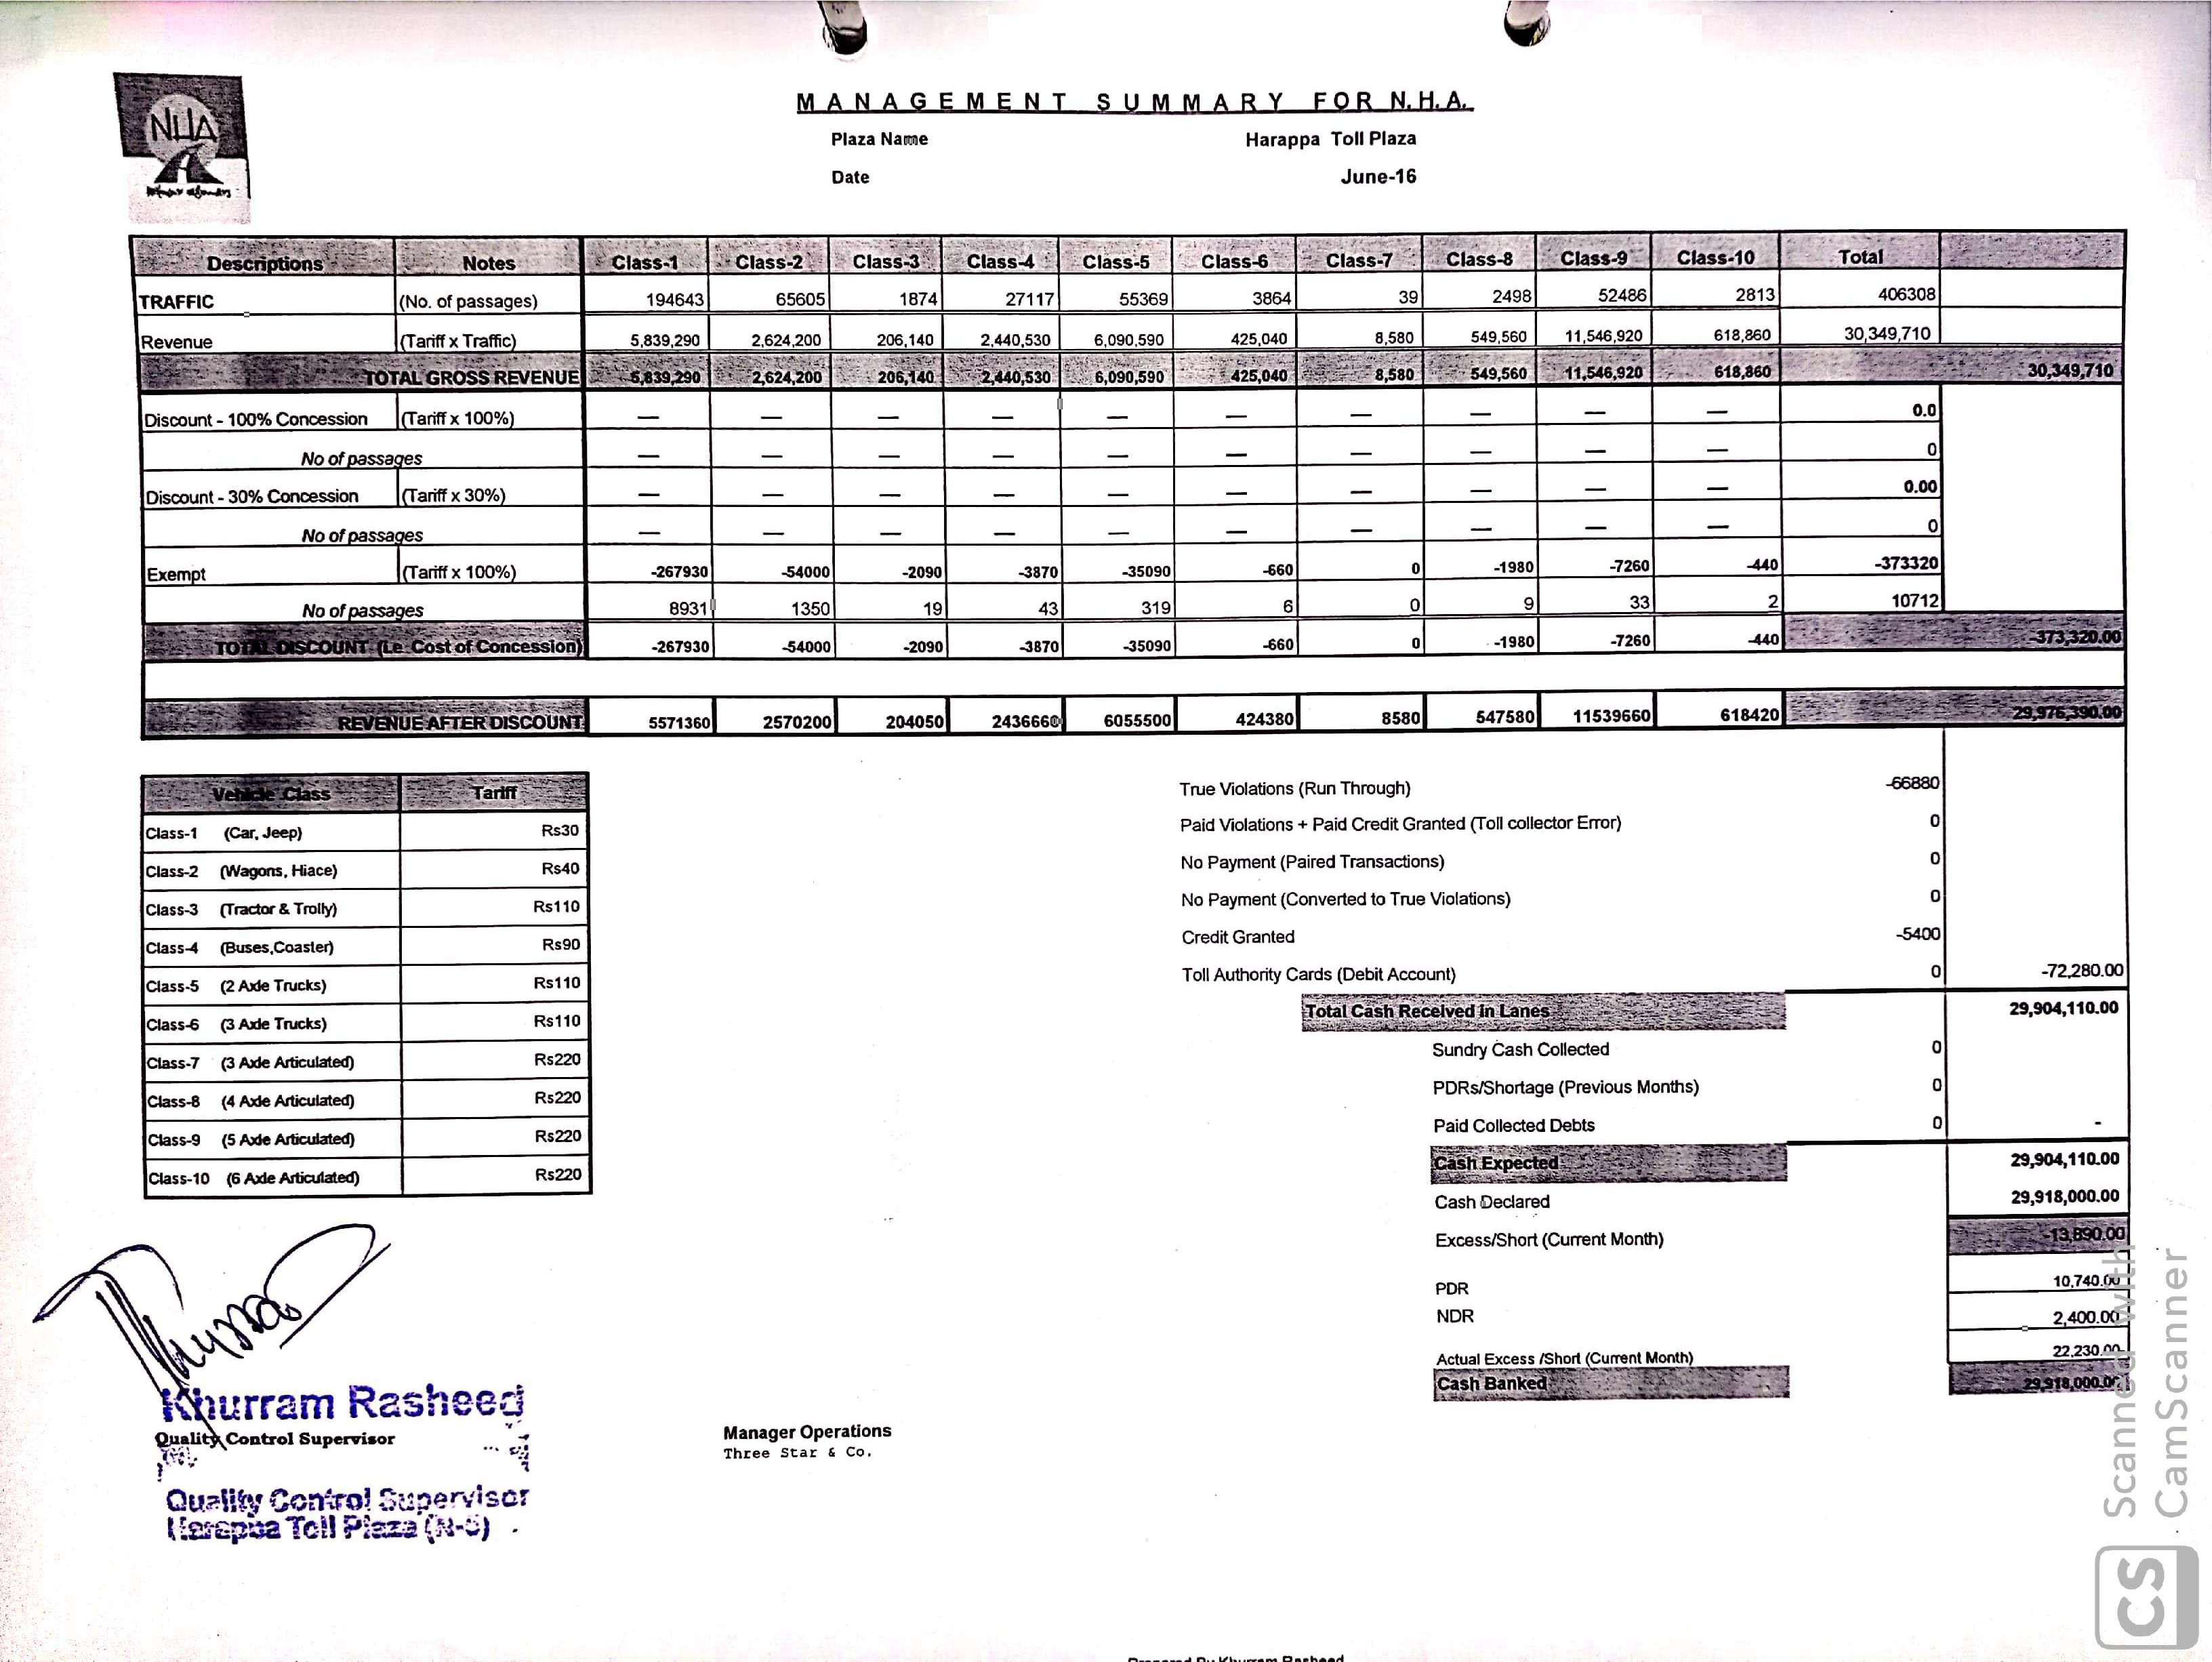 NHA
MANAGEMENT SUMMARY FOR N.H.A.
Plaza Name Harappa Toll Plaza
Date June-16
Descriptions Notes Class-1 Class-2 Class-3 Class-4 Class-5 Class-6 Class-7 Class-8 Class-9 Class-10 Total
TRAFFIC (No. of passages) 194643 65605 1874 27117 55369 3864 39 2498 52486 2813 406308
Revenue (Tariff x Traffic) 5,839,290 2,624,200 206,140 2,440,530 6,090,590 425,040 8,580 549,560 11,546,920 618,860 30,349,710
TOTAL GROSS REVENUE 5,839,290 2,624,200 206,140 2,440,530 6,090,590 425,040 8,580 549,560 11,546,920 618,860 30,349,710
Discount - 100% Concession (Tariff x 100%) — — — — — — — — — — 0.0
No of passages — — — — — — — — — — 0
Discount - 30% Concession (Tariff x 30%) — — — — — — — — — — 0.00
No of passages — — — — — — — — — — 0
Exempt (Tariff x 100%) -267930 -54000 -2090 -3870 -35090 -660 0 -1980 -7260 -440 -373320
No of passages 8931 1350 19 43 319 6 0 9 33 2 10712
TOTAL DISCOUNT (i.e. Cost of Concession) -267930 -54000 -2090 -3870 -35090 -660 0 -1980 -7260 -440 -373,320.00
REVENUE AFTER DISCOUNT 5571360 2570200 204050 2436660 6055500 424380 8580 547580 11539660 618420 29,976,390.00
Vehicle Class Tariff
Class-1 (Car, Jeep) Rs30
Class-2 (Wagons, Hiace) Rs40
Class-3 (Tractor & Trolly) Rs110
Class-4 (Buses,Coaster) Rs90
Class-5 (2 Axle Trucks) Rs110
Class-6 (3 Axle Trucks) Rs110
Class-7 (3 Axle Articulated) Rs220
Class-8 (4 Axle Articulated) Rs220
Class-9 (5 Axle Articulated) Rs220
Class-10 (6 Axle Articulated) Rs220
True Violations (Run Through) -66880
Paid Violations + Paid Credit Granted (Toll collector Error) 0
No Payment (Paired Transactions) 0
No Payment (Converted to True Violations) 0
Credit Granted -5400
Toll Authority Cards (Debit Account) 0 -72,280.00
Total Cash Received in Lanes 29,904,110.00
Sundry Cash Collected 0
PDRs/Shortage (Previous Months) 0
Paid Collected Debts 0 -
Cash Expected 29,904,110.00
Cash Declared 29,918,000.00
Excess/Short (Current Month) -13,890.00
PDR 10,740.00
NDR 2,400.00
Actual Excess /Short (Current Month) 22,230.00
Cash Banked 29,918,000.00
Khurram Rasheed
Quality Control Supervisor
Quality Control Supervisor
Harappa Toll Plaza (N-5)
Manager Operations
Three Star & Co.
Prepared By Khurram Rasheed
Scanned with
CamScanner
CS